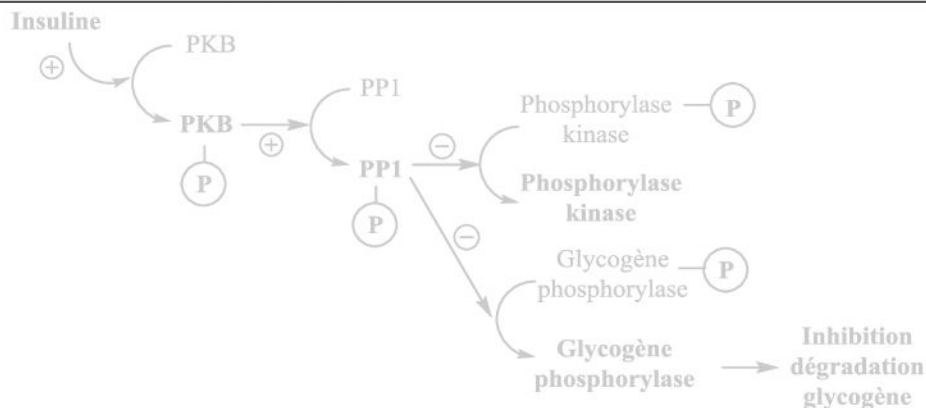 Insuline
PKB
PKB
P
PP1
PP1
P
Phosphorylase
kinase
P
Phosphorylase
kinase
Glycogène
phosphorylase
P
Glycogène
phosphorylase
Inhibition
dégradation
glycogène